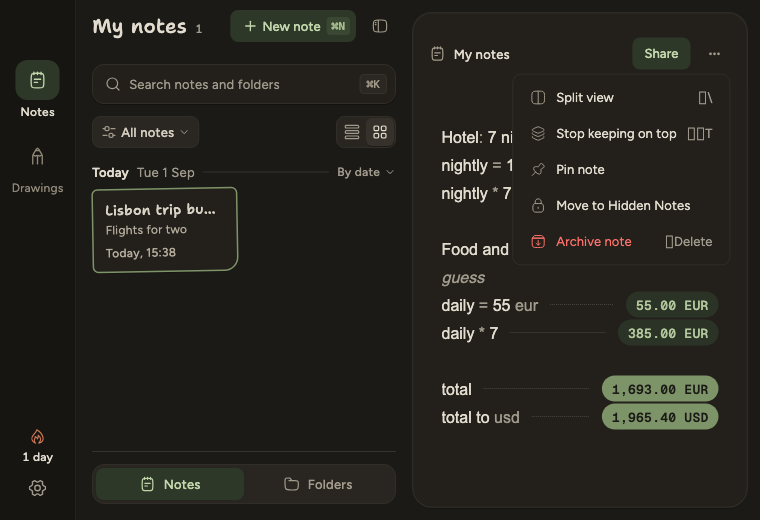 My notes 1
New note ⌘N
Notes
Drawings
1 day
Search notes and folders ⌘K
All notes
Today Tue 1 Sep
By date
Lisbon trip bu...
Flights for two
Today, 15:38
Notes
Folders
My notes
Share
Split view \
Stop keeping on top T
Pin note
Move to Hidden Notes
Archive note Delete
Hotel: 7 ni
nightly = 1
nightly * 7
Food and
guess
daily = 55 eur 55.00 EUR
daily * 7 385.00 EUR
total 1,693.00 EUR
total to usd 1,965.40 USD